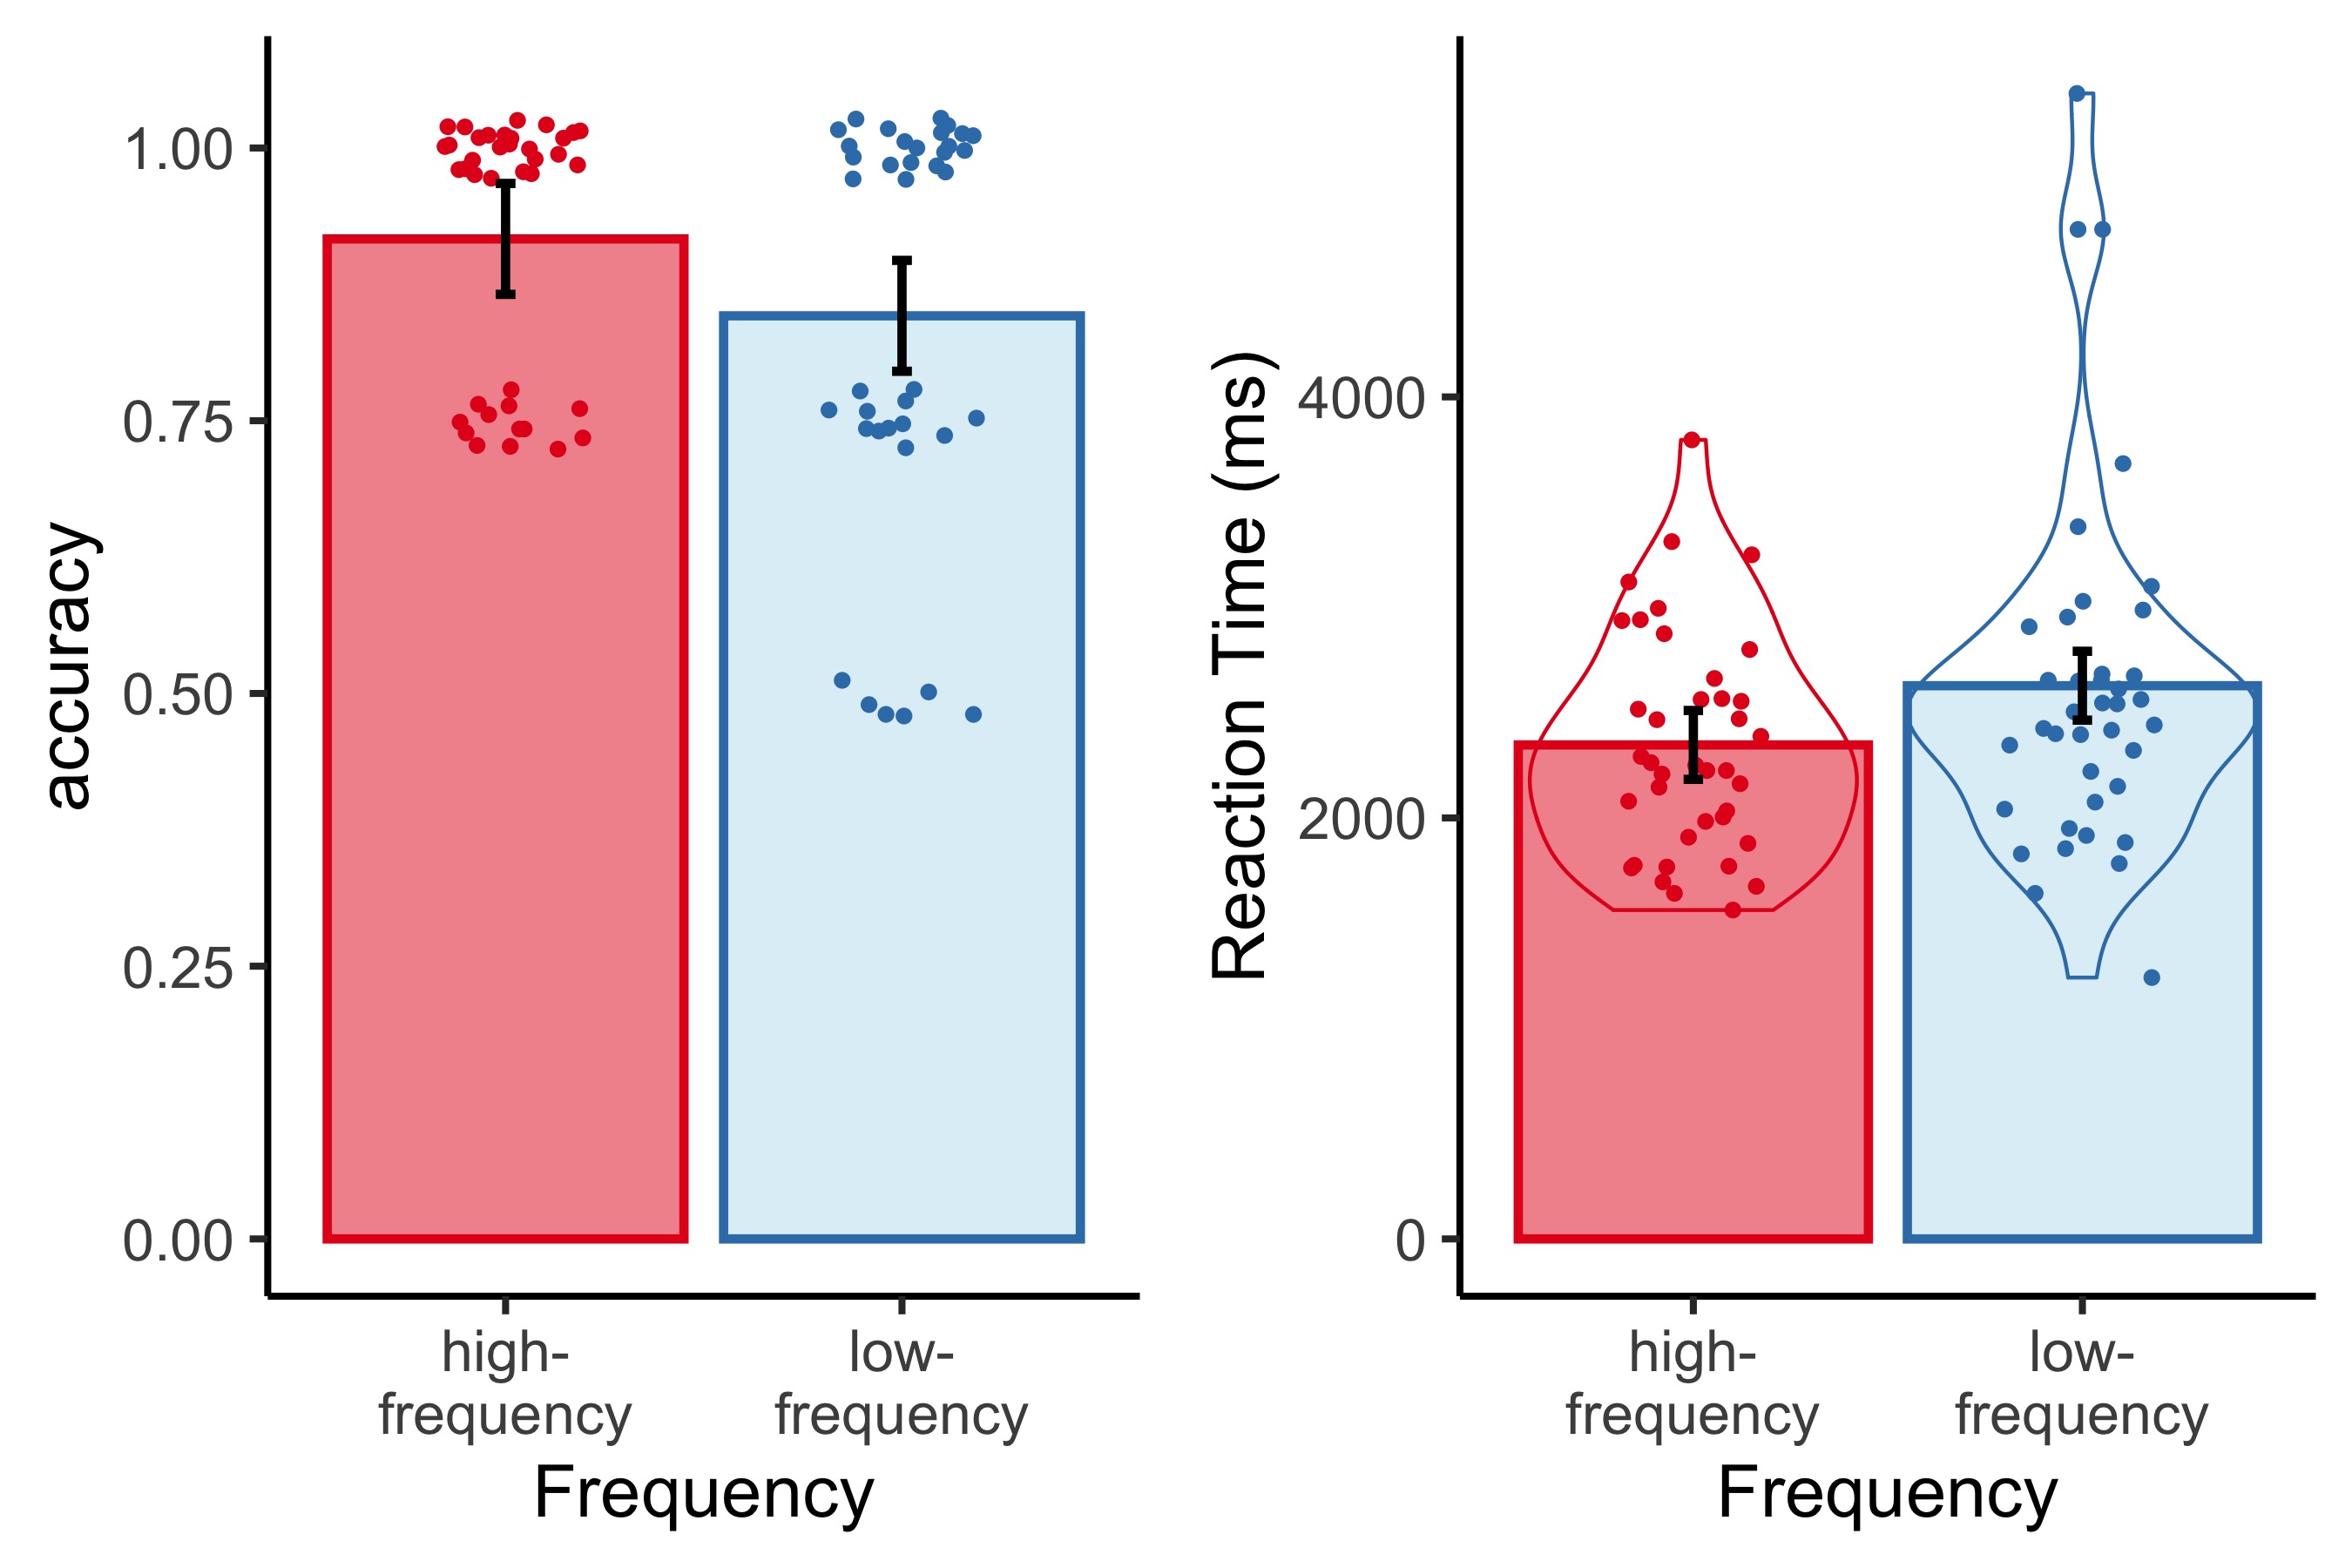 accuracy
1.00
0.75
0.50
0.25
0.00
high-
frequency
low-
frequency
Frequency
Reaction Time (ms)
4000
2000
0
high-
frequency
low-
frequency
Frequency